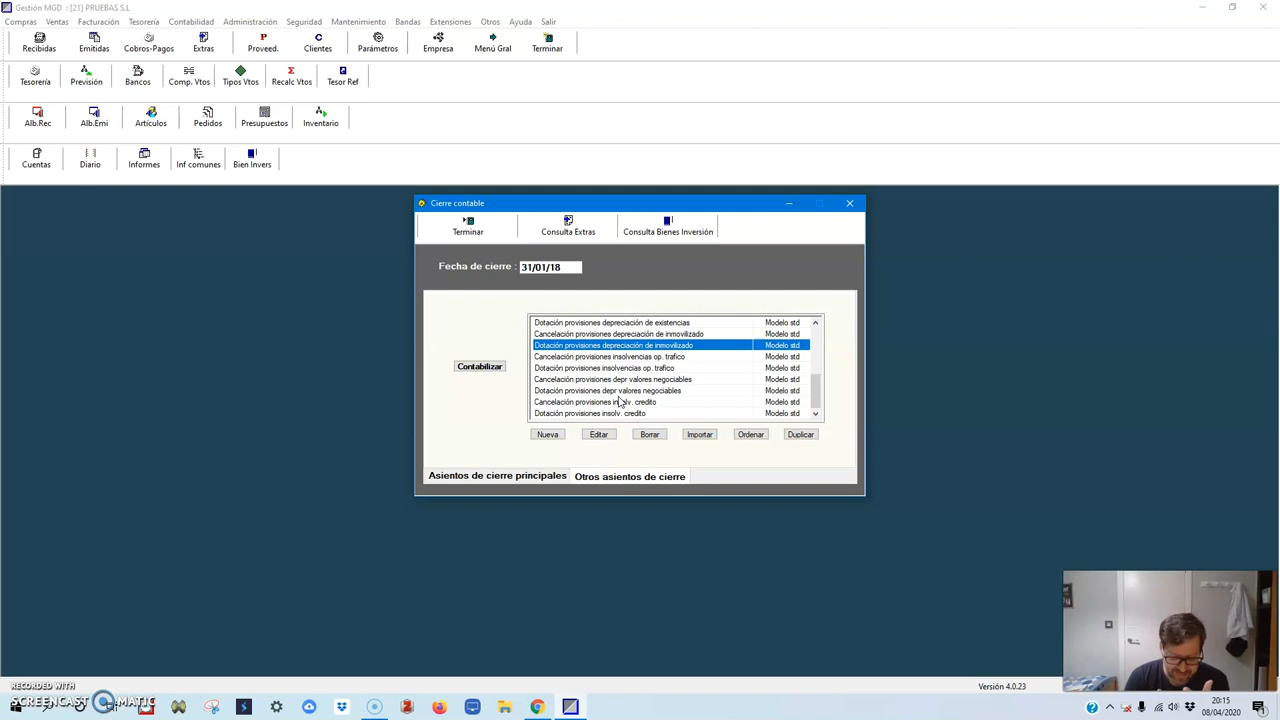 Gestión MGD : [21] PRUEBAS S.L
Compras Ventas Facturación Tesorería Contabilidad Administración Seguridad Mantenimiento Bandas Extensiones Otros Ayuda Salir
Recibidas Emitidas Cobros-Pagos Extras Proveed. Clientes Parámetros Empresa Menú Gral Terminar
Tesorería Previsión Bancos Comp. Vtos Tipos Vtos Recalc Vtos Tesor Ref
Alb.Rec Alb.Emi Artículos Pedidos Presupuestos Inventario
Cuentas Diario Informes Inf comunes Bien Invers
Cierre contable
Terminar Consulta Extras Consulta Bienes Inversión
Fecha de cierre : 31/01/18
Dotación provisiones depreciación de existencias Modelo std
Cancelación provisiones depreciación de inmovilizado Modelo std
Dotación provisiones depreciación de inmovilizado Modelo std
Cancelación provisiones insolvencias op. trafico Modelo std
Dotación provisiones insolvencias op. trafico Modelo std
Cancelación provisiones depr valores negociables Modelo std
Dotación provisiones depr valores negociables Modelo std
Cancelación provisiones insolv. credito Modelo std
Dotación provisiones insolv. credito Modelo std
Contabilizar
Nueva Editar Borrar Importar Ordenar Duplicar
Asientos de cierre principales Otros asientos de cierre
Versión 4.0.23
RECORDED WITH
SCREENCAST MATIC
20:15
08/04/2020